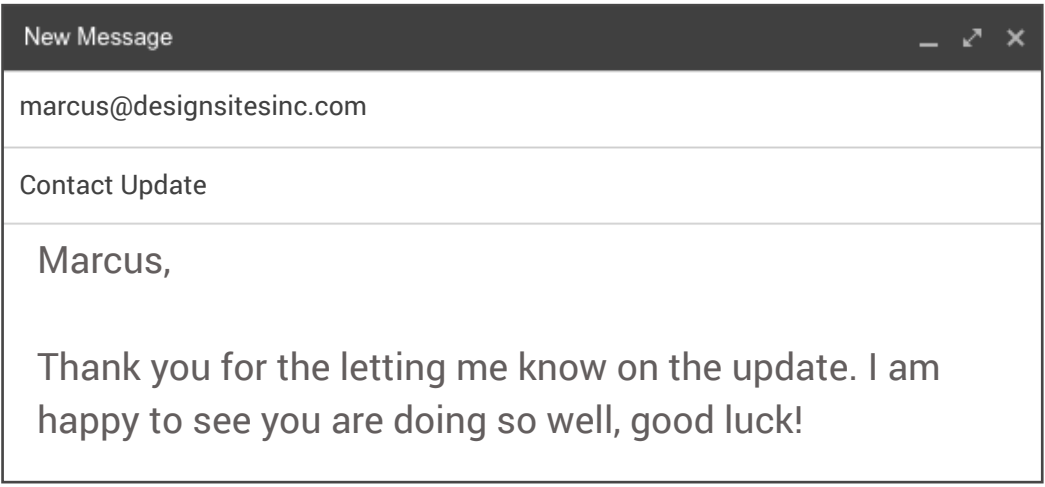 New Message
marcus@designsitesinc.com
Contact Update
Marcus,
Thank you for the letting me know on the update. I am
happy to see you are doing so well, good luck!